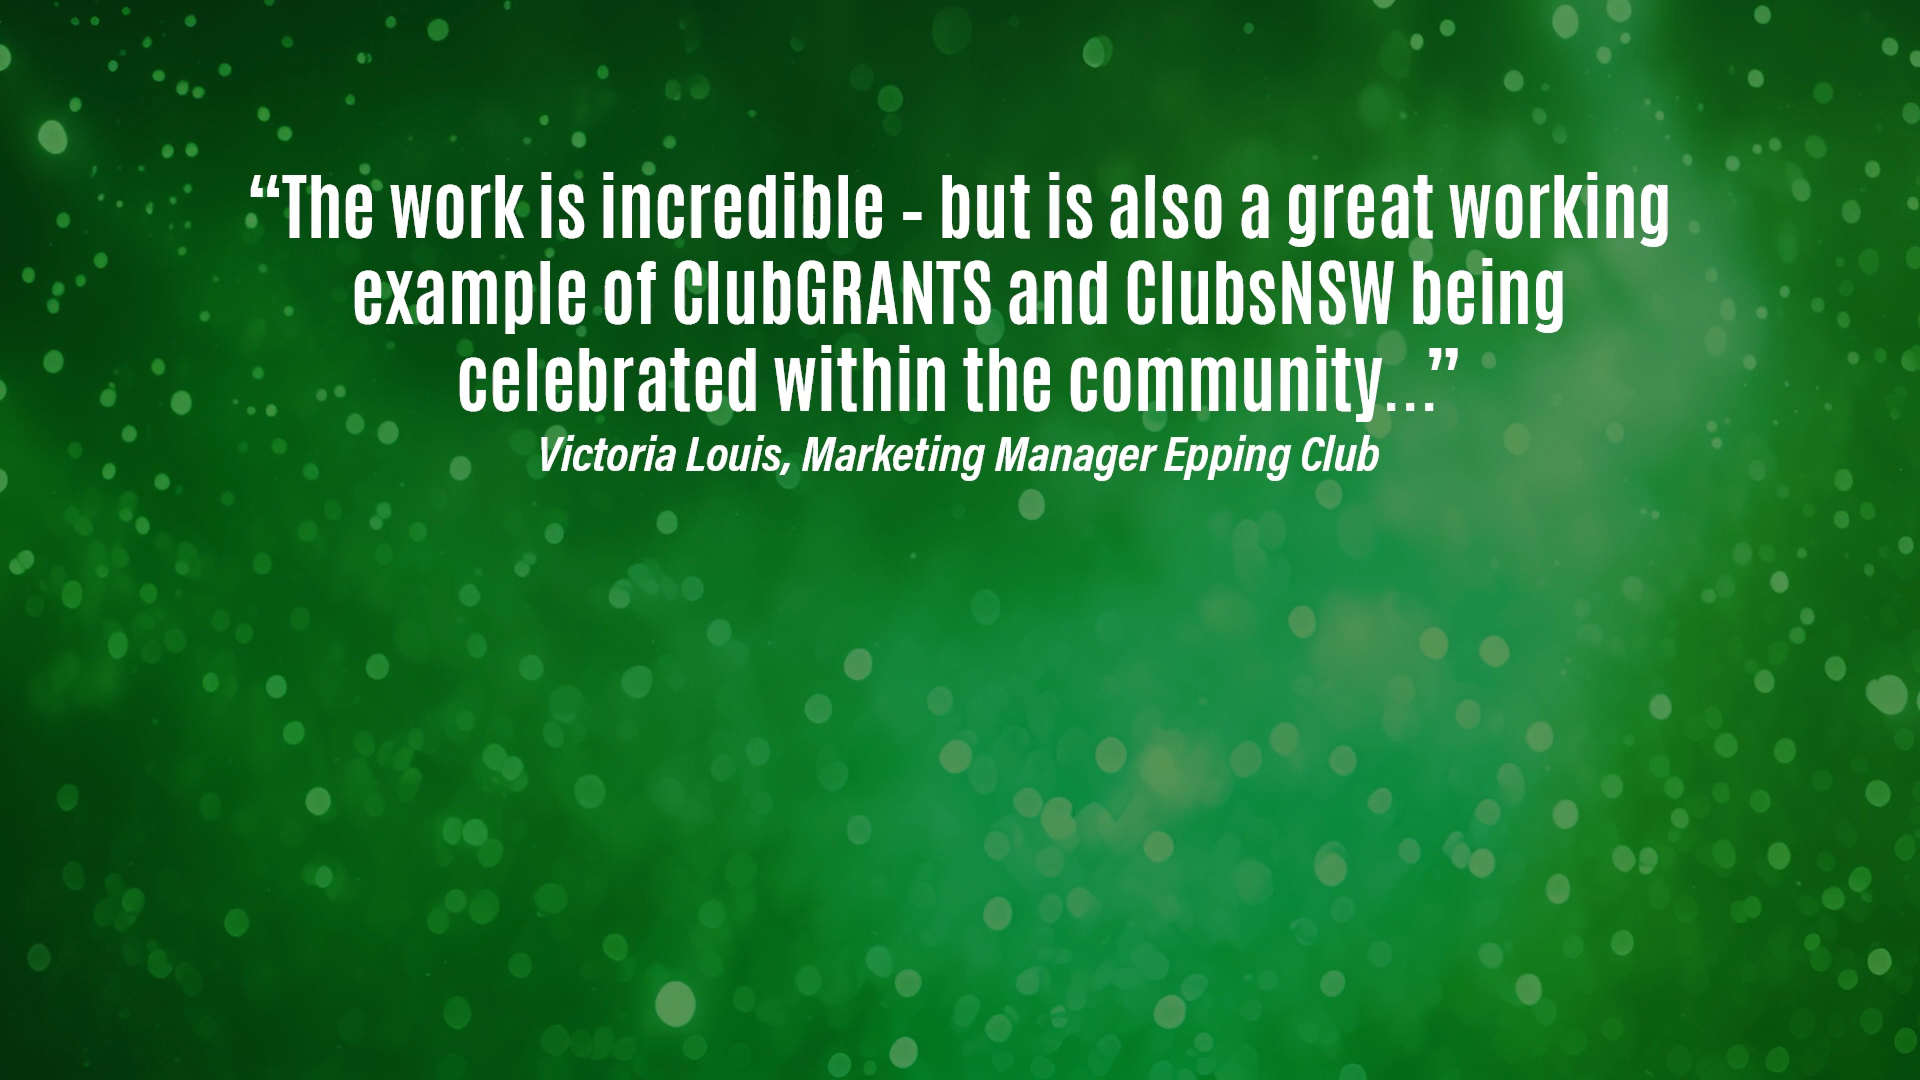 “The work is incredible - but is also a great working
example of ClubGRANTS and ClubsNSW being
celebrated within the community...”
Victoria Louis, Marketing Manager Epping Club